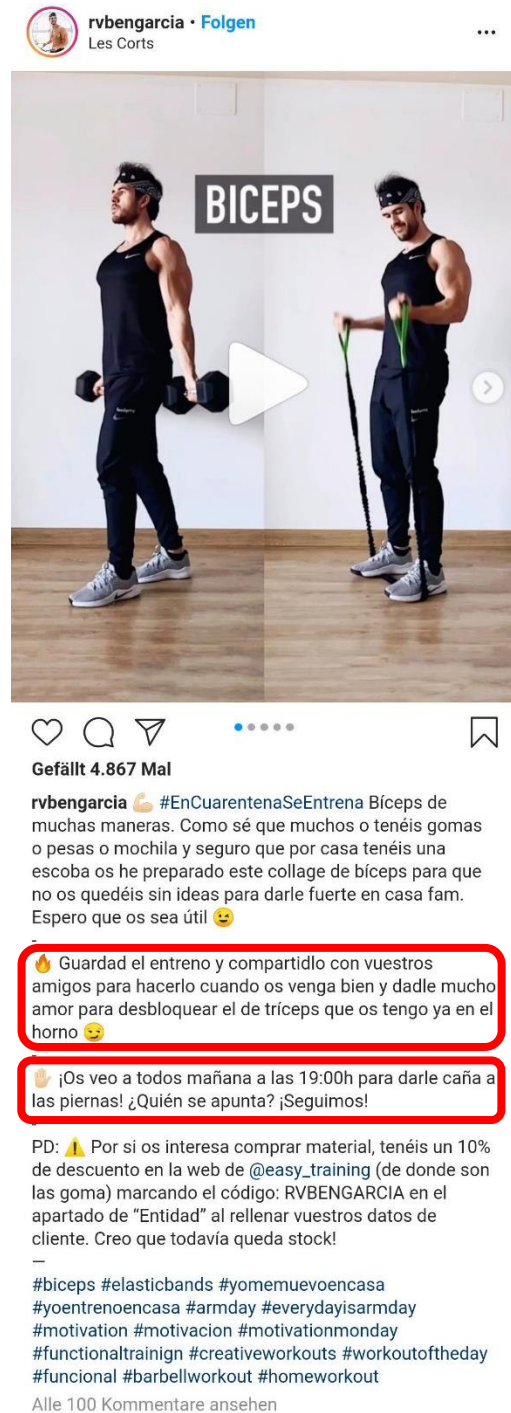 rvbengarcia • Folgen
Les Corts
BICEPS
Gefällt 4.867 Mal
rvbengarcia 💪🏻 #EnCuarentenaSeEntrena Bíceps de
muchas maneras. Como sé que muchos o tenéis gomas
o pesas o mochila y seguro que por casa tenéis una
escoba os he preparado este collage de bíceps para que
no os quedéis sin ideas para darle fuerte en casa fam.
Espero que os sea útil 😉
-
🔥 Guardad el entreno y compartidlo con vuestros
amigos para hacerlo cuando os venga bien y dadle mucho
amor para desbloquear el de tríceps que os tengo ya en el
horno 😏
-
✋🏻 ¡Os veo a todos mañana a las 19:00h para darle caña a
las piernas! ¿Quién se apunta? ¡Seguimos!
-
PD: ⚠️ Por si os interesa comprar material, tenéis un 10%
de descuento en la web de @easy_training (de donde son
las goma) marcando el código: RVBENGARCIA en el
apartado de “Entidad” al rellenar vuestros datos de
cliente. Creo que todavía queda stock!
—
#biceps #elasticbands #yomemuevoencasa
#yoentrenoencasa #armday #everydayisarmday
#motivation #motivacion #motivationmonday
#functionaltrainign #creativeworkouts #workoutoftheday
#funcional #barbellworkout #homeworkout
Alle 100 Kommentare ansehen